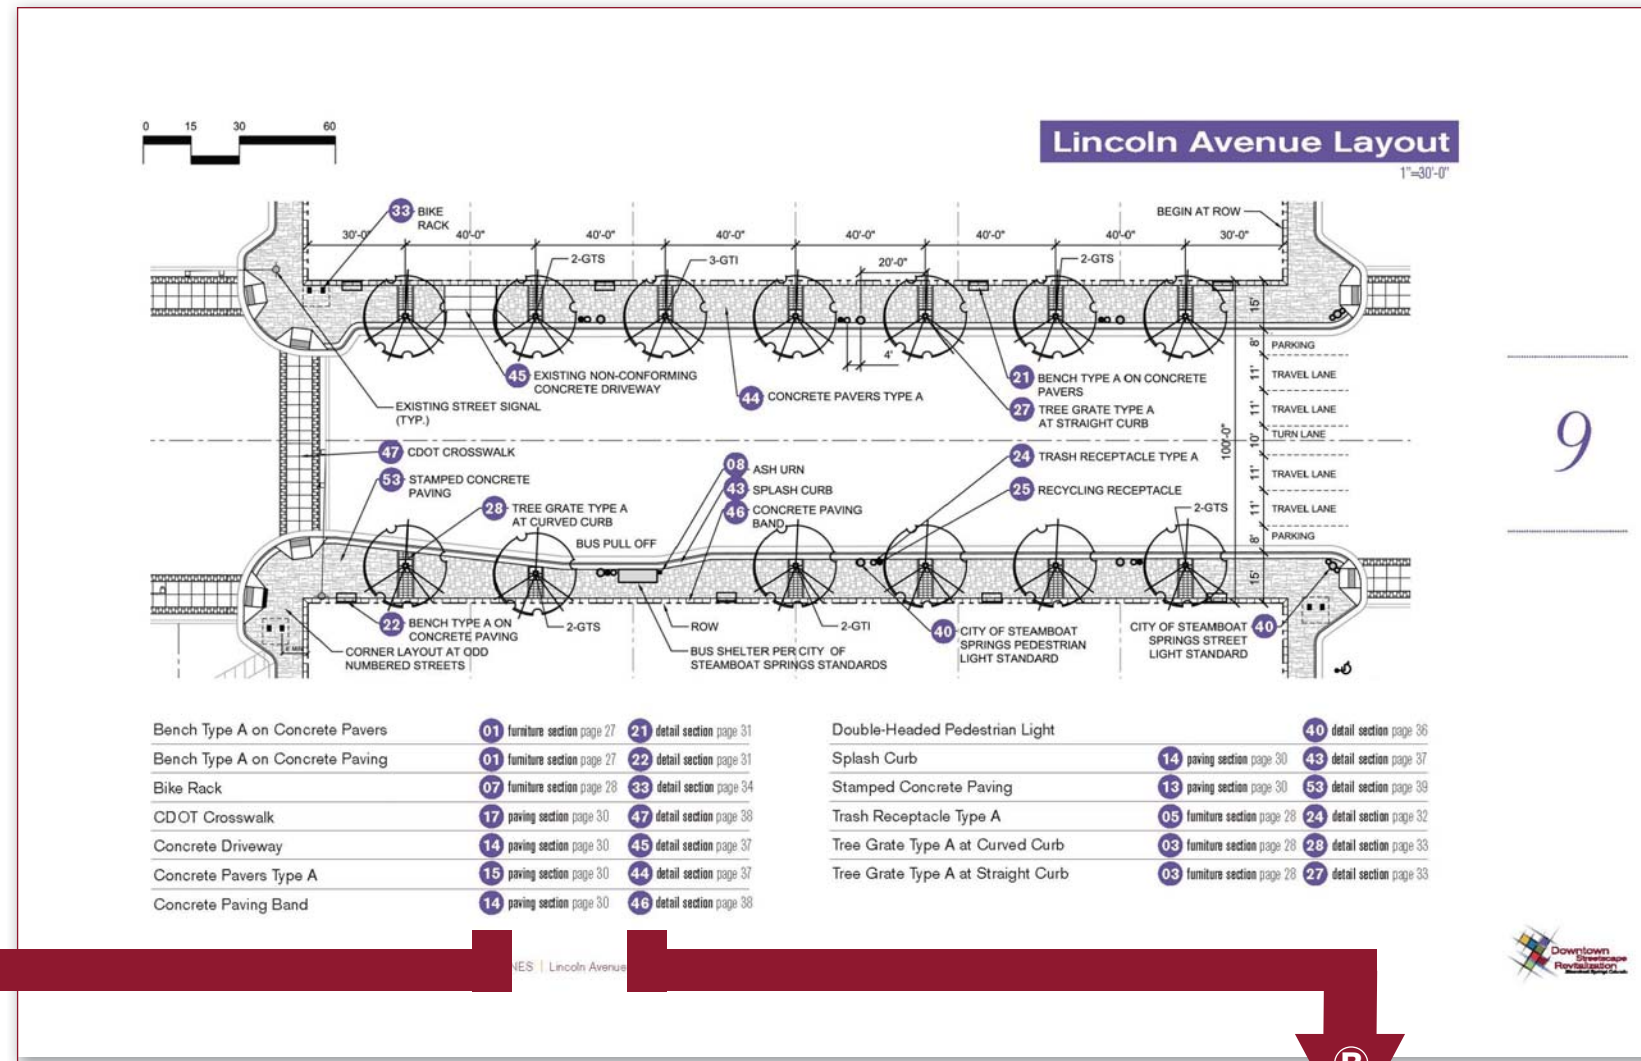 0 15 30 60
Lincoln Avenue Layout
1"=30'-0"
33 BIKE
RACK
BEGIN AT ROW
30'-0" 40'-0" 40'-0" 40'-0" 40'-0" 40'-0" 40'-0" 30'-0"
2-GTS 3-GTI 20'-0" 2-GTS
15'
4'
8' PARKING
45 EXISTING NON-CONFORMING
CONCRETE DRIVEWAY
21 BENCH TYPE A ON CONCRETE
PAVERS
11' TRAVEL LANE
44 CONCRETE PAVERS TYPE A
EXISTING STREET SIGNAL
(TYP.)
27 TREE GRATE TYPE A
AT STRAIGHT CURB
11' TRAVEL LANE
100'-0"
10' TURN LANE
9
47 CDOT CROSSWALK
24 TRASH RECEPTACLE TYPE A
08 ASH URN
11' TRAVEL LANE
53 STAMPED CONCRETE
PAVING
43 SPLASH CURB
25 RECYCLING RECEPTACLE
28 TREE GRATE TYPE A
AT CURVED CURB
46 CONCRETE PAVING
BAND
2-GTS
11' TRAVEL LANE
BUS PULL OFF
8' PARKING
15'
22 BENCH TYPE A ON
CONCRETE PAVING
2-GTS
ROW
2-GTI
40 CITY OF STEAMBOAT
SPRINGS PEDESTRIAN
LIGHT STANDARD
CITY OF STEAMBOAT 40
SPRINGS STREET
LIGHT STANDARD
CORNER LAYOUT AT ODD
NUMBERED STREETS
BUS SHELTER PER CITY OF
STEAMBOAT SPRINGS STANDARDS
Bench Type A on Concrete Pavers 01 furniture section page 27 21 detail section page 31
Bench Type A on Concrete Paving 01 furniture section page 27 22 detail section page 31
Bike Rack 07 furniture section page 28 33 detail section page 34
CDOT Crosswalk 17 paving section page 30 47 detail section page 38
Concrete Driveway 14 paving section page 30 45 detail section page 37
Concrete Pavers Type A 15 paving section page 30 44 detail section page 37
Concrete Paving Band 14 paving section page 30 46 detail section page 38
Double-Headed Pedestrian Light 40 detail section page 36
Splash Curb 14 paving section page 30 43 detail section page 37
Stamped Concrete Paving 13 paving section page 30 53 detail section page 39
Trash Receptacle Type A 05 furniture section page 28 24 detail section page 32
Tree Grate Type A at Curved Curb 03 furniture section page 28 28 detail section page 33
Tree Grate Type A at Straight Curb 03 furniture section page 28 27 detail section page 33
NES | Lincoln Avenue
Downtown
Streetscape
Revitalization
Steamboat Springs Colorado